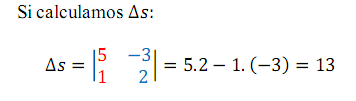 Si calculamos Δs:
Δs = |5 -3|
|1 2| = 5.2 − 1.(−3) = 13